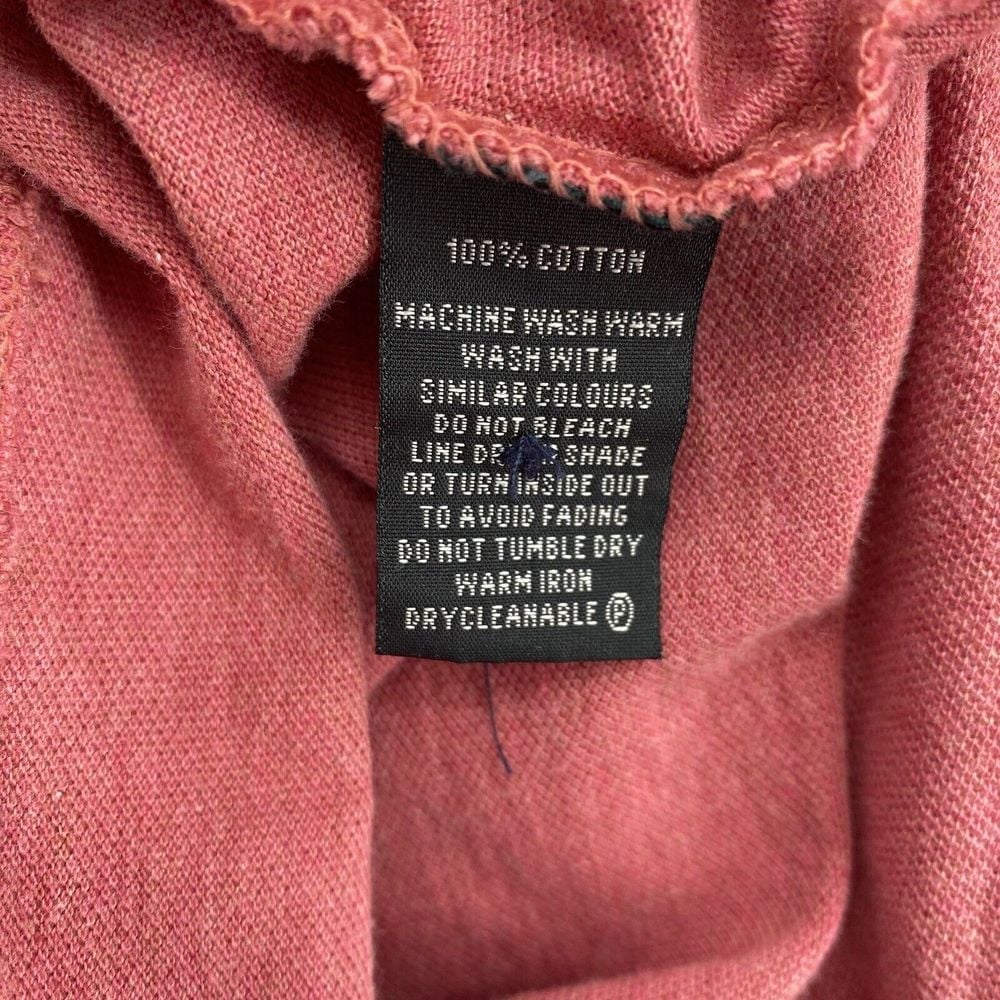 100% COTTON
MACHINE WASH WARM
WASH WITH
SIMILAR COLOURS
DO NOT BLEACH
LINE SHADE
OR TURN INSIDE OUT
TO AVOID FADING
DO NOT TUMBLE DRY
WARM IRON
DRYCLEANABLE Ⓟ